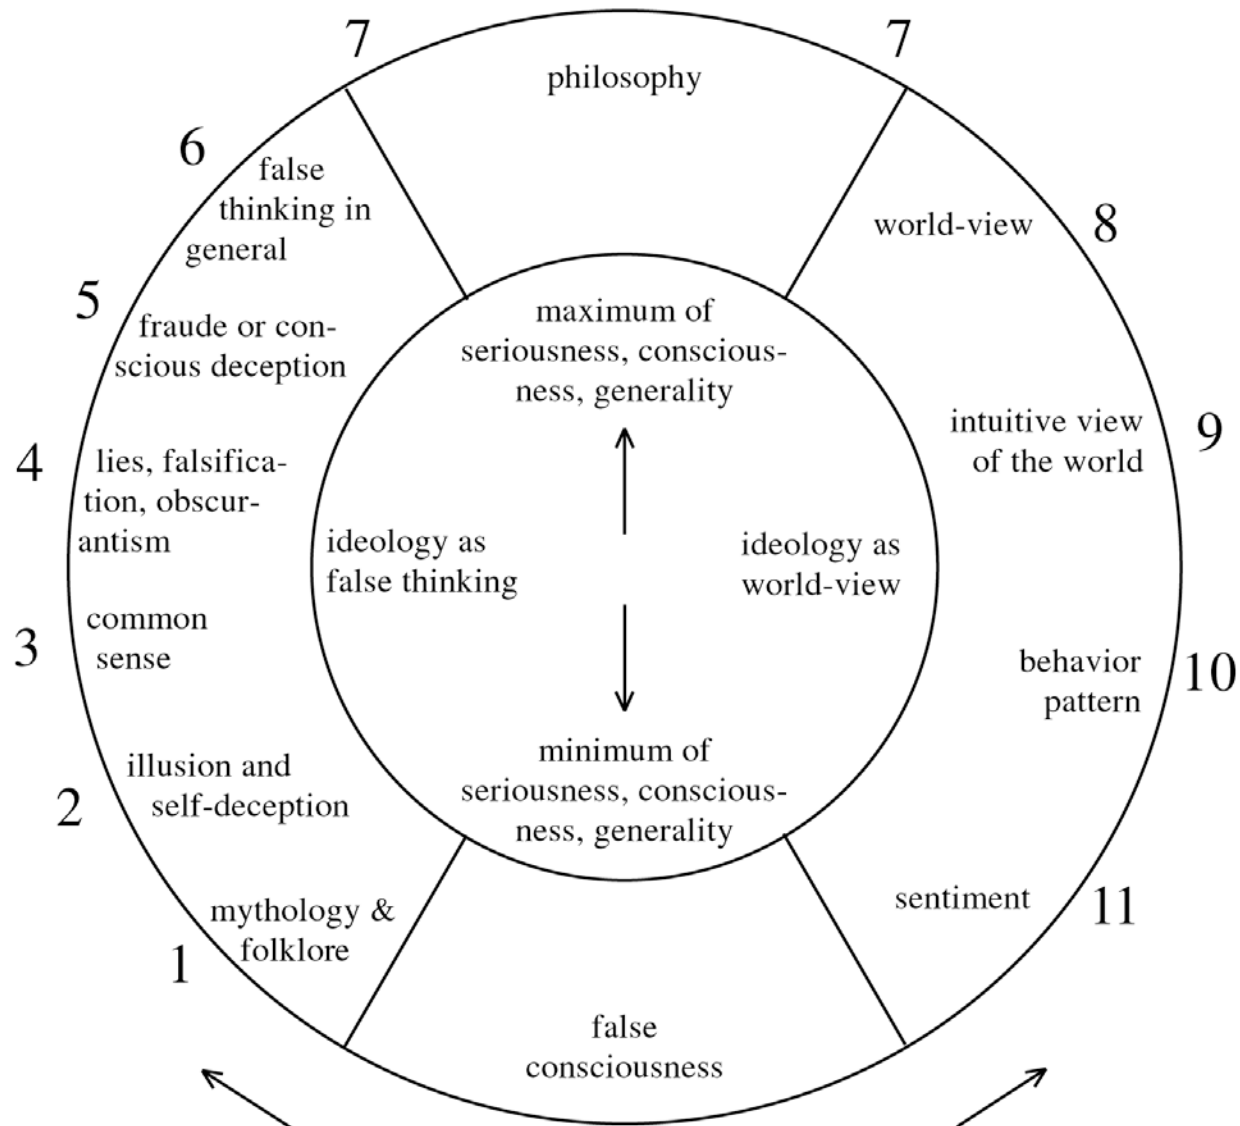 7
7
philosophy
6
false
thinking in
general
world-view
8
5
fraude or con-
scious deception
maximum of
seriousness, conscious-
ness, generality
intuitive view
of the world
9
4
lies, falsifica-
tion, obscur-
antism
ideology as
false thinking
ideology as
world-view
3
common
sense
behavior
pattern
10
2
illusion and
self-deception
minimum of
seriousness, conscious-
ness, generality
1
mythology &
folklore
sentiment
11
false
consciousness